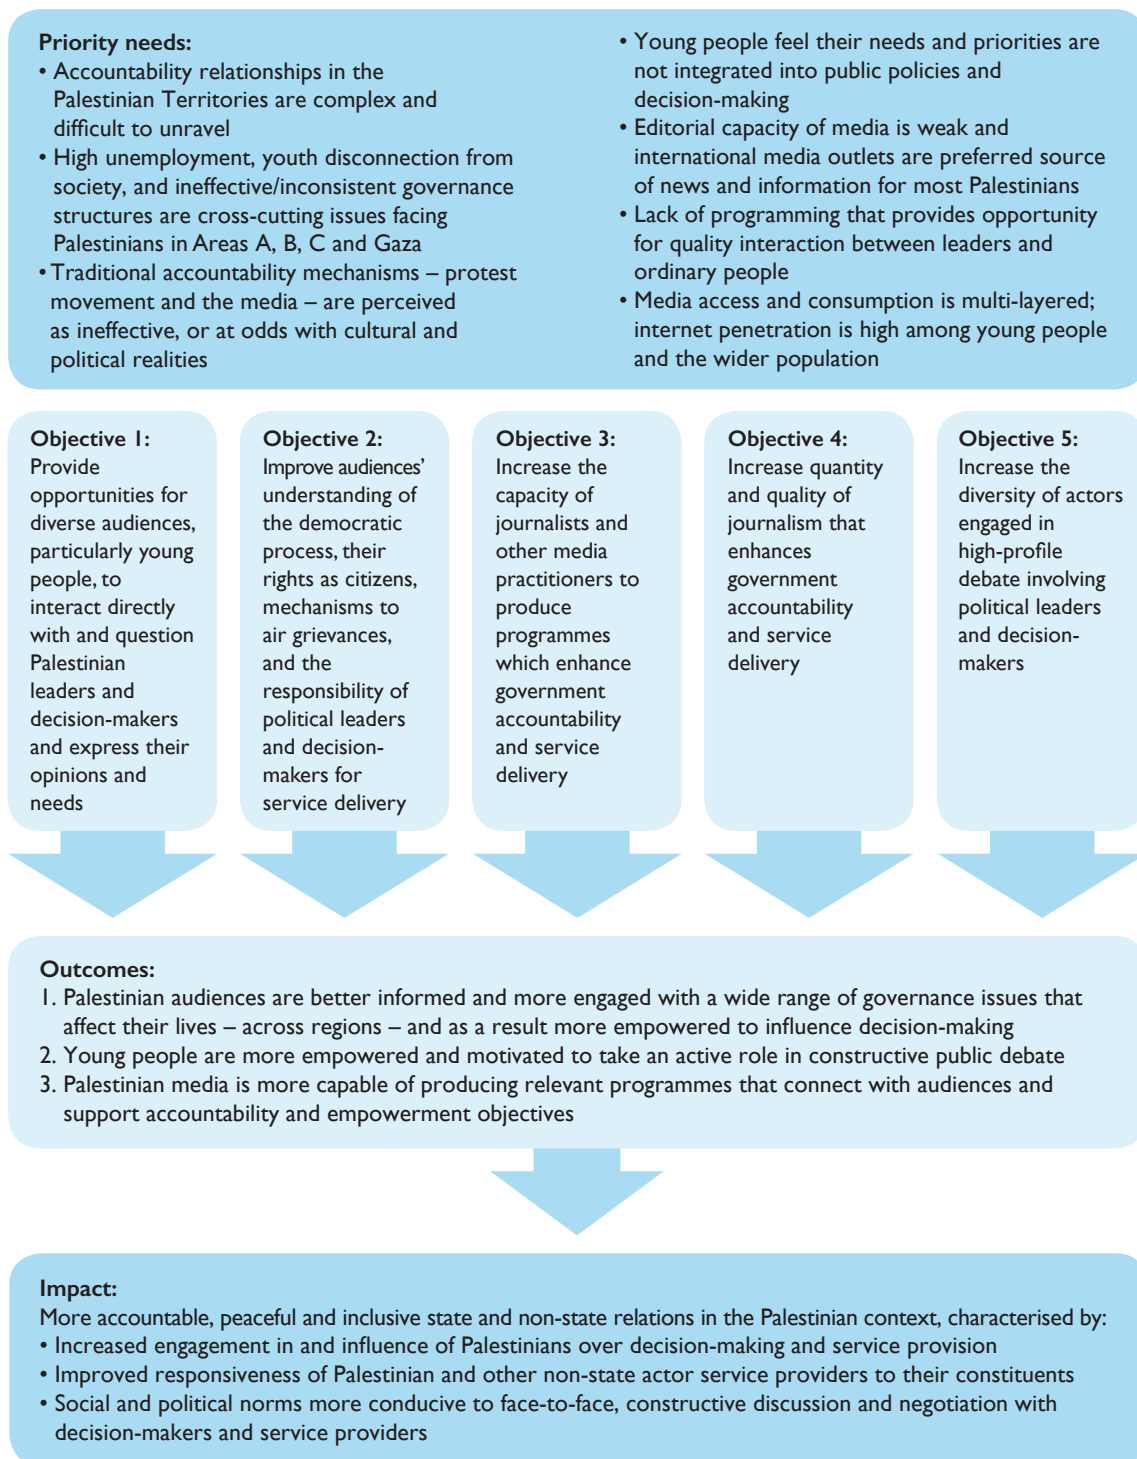 Priority needs:
• Accountability relationships in the
Palestinian Territories are complex and
difficult to unravel
• High unemployment, youth disconnection from
society, and ineffective/inconsistent governance
structures are cross-cutting issues facing
Palestinians in Areas A, B, C and Gaza
• Traditional accountability mechanisms – protest
movement and the media – are perceived
as ineffective, or at odds with cultural and
political realities
• Young people feel their needs and priorities are
not integrated into public policies and
decision-making
• Editorial capacity of media is weak and
international media outlets are preferred source
of news and information for most Palestinians
• Lack of programming that provides opportunity
for quality interaction between leaders and
ordinary people
• Media access and consumption is multi-layered;
internet penetration is high among young people
and the wider population
Objective 1:
Provide
opportunities for
diverse audiences,
particularly young
people, to
interact directly
with and question
Palestinian
leaders and
decision-makers
and express their
opinions and
needs
Objective 2:
Improve audiences'
understanding of
the democratic
process, their
rights as citizens,
mechanisms to
air grievances,
and the
responsibility of
political leaders
and decision-
makers for
service delivery
Objective 3:
Increase the
capacity of
journalists and
other media
practitioners to
produce
programmes
which enhance
government
accountability
and service
delivery
Objective 4:
Increase quantity
and quality of
journalism that
enhances
government
accountability
and service
delivery
Objective 5:
Increase the
diversity of actors
engaged in
high-profile
debate involving
political leaders
and decision-
makers
Outcomes:
1. Palestinian audiences are better informed and more engaged with a wide range of governance issues that
affect their lives – across regions – and as a result more empowered to influence decision-making
2. Young people are more empowered and motivated to take an active role in constructive public debate
3. Palestinian media is more capable of producing relevant programmes that connect with audiences and
support accountability and empowerment objectives
Impact:
More accountable, peaceful and inclusive state and non-state relations in the Palestinian context, characterised by:
• Increased engagement in and influence of Palestinians over decision-making and service provision
• Improved responsiveness of Palestinian and other non-state actor service providers to their constituents
• Social and political norms more conducive to face-to-face, constructive discussion and negotiation with
decision-makers and service providers